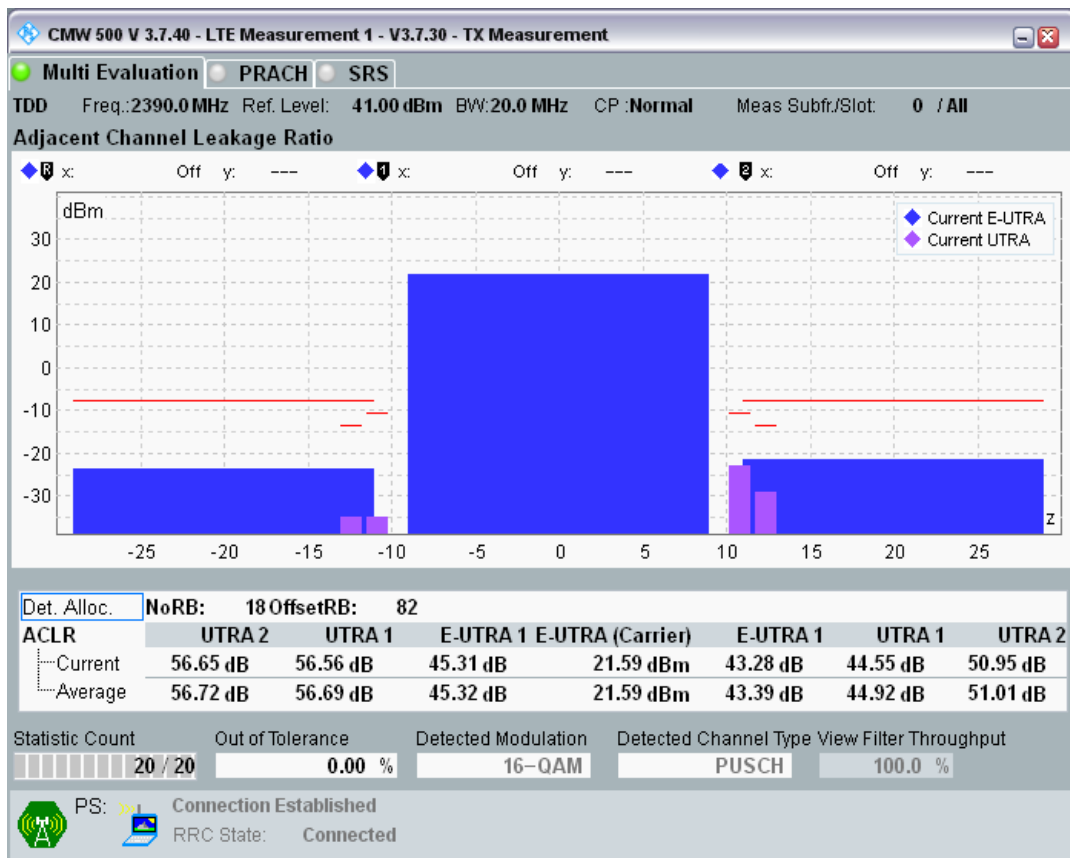 CMW 500 V 3.7.40 - LTE Measurement 1 - V3.7.30 - TX Measurement
Multi Evaluation PRACH SRS
TDD Freq.:2390.0 MHz Ref. Level: 41.00 dBm BW:20.0 MHz CP :Normal Meas Subfr./Slot: 0 / All
Adjacent Channel Leakage Ratio
R x: Off y: --- 1 x: Off y: --- 2 x: Off y: ---
dBm
Current E-UTRA
Current UTRA
30
20
10
0
-10
-20
-30
z
-25 -20 -15 -10 -5 0 5 10 15 20 25
Det. Alloc. NoRB: 18 OffsetRB: 82
ACLR UTRA 2 UTRA 1 E-UTRA 1 E-UTRA (Carrier) E-UTRA 1 UTRA 1 UTRA 2
Current 56.65 dB 56.56 dB 45.31 dB 21.59 dBm 43.28 dB 44.55 dB 50.95 dB
Average 56.72 dB 56.69 dB 45.32 dB 21.59 dBm 43.39 dB 44.92 dB 51.01 dB
Statistic Count Out of Tolerance Detected Modulation Detected Channel Type View Filter Throughput
20 / 20 0.00 % 16-QAM PUSCH 100.0 %
PS: Connection Established
RRC State: Connected